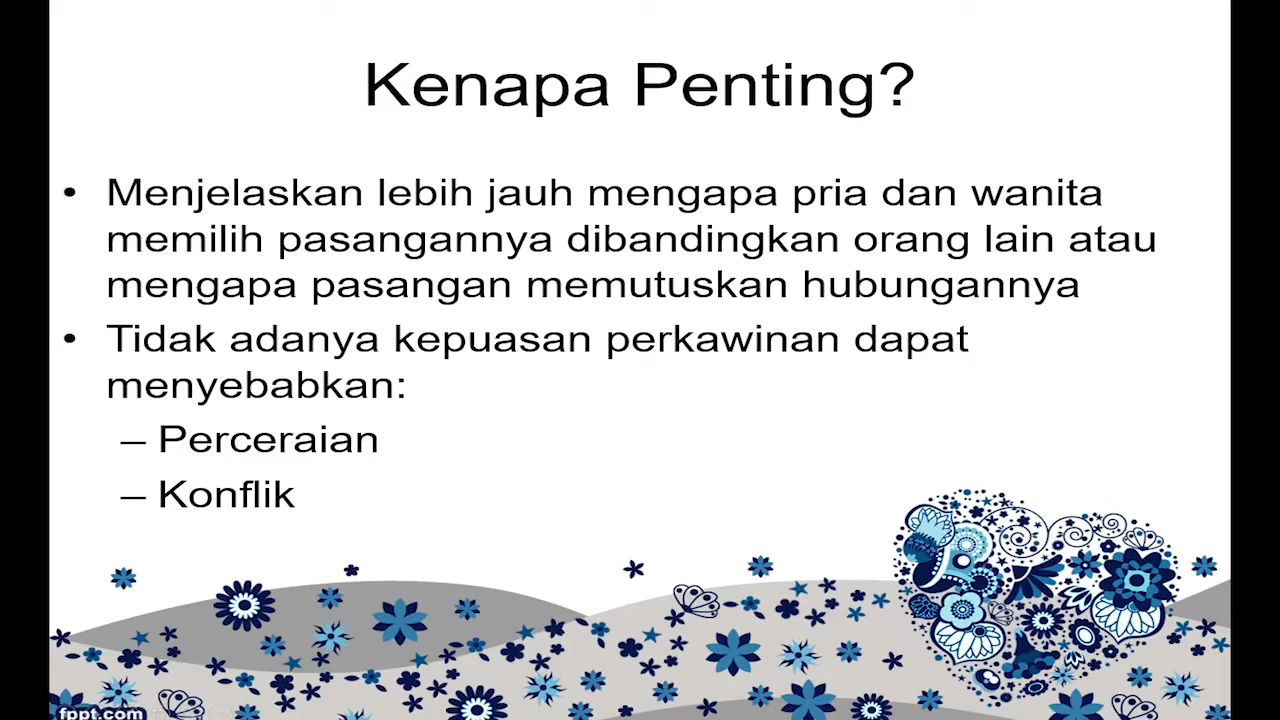 Kenapa Penting?
• Menjelaskan lebih jauh mengapa pria dan wanita
memilih pasangannya dibandingkan orang lain atau
mengapa pasangan memutuskan hubungannya
• Tidak adanya kepuasan perkawinan dapat
menyebabkan:
– Perceraian
– Konflik
fppt.com